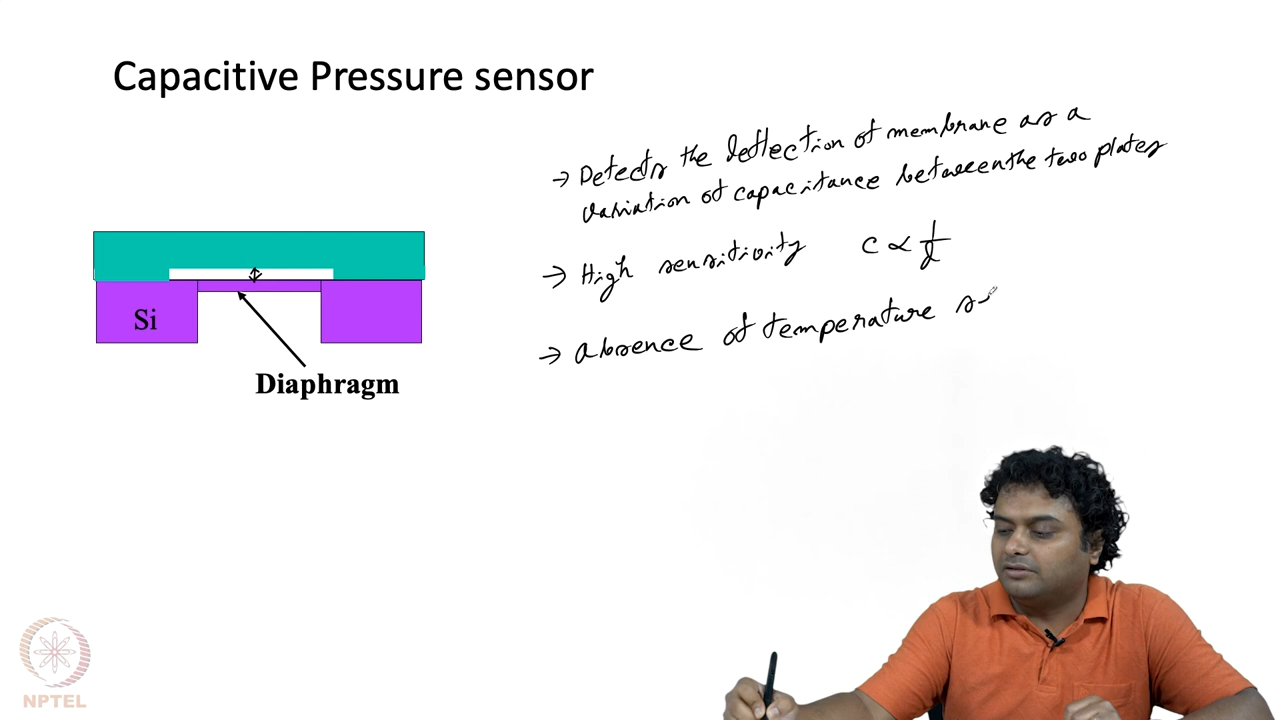 Capacitive Pressure sensor
→ Detects the deflection of membrane as a
variation of capacitance between the two plates
→ High sensitivity C ∝ 1/d
→ absence of temperature
Si
Diaphragm
NPTEL